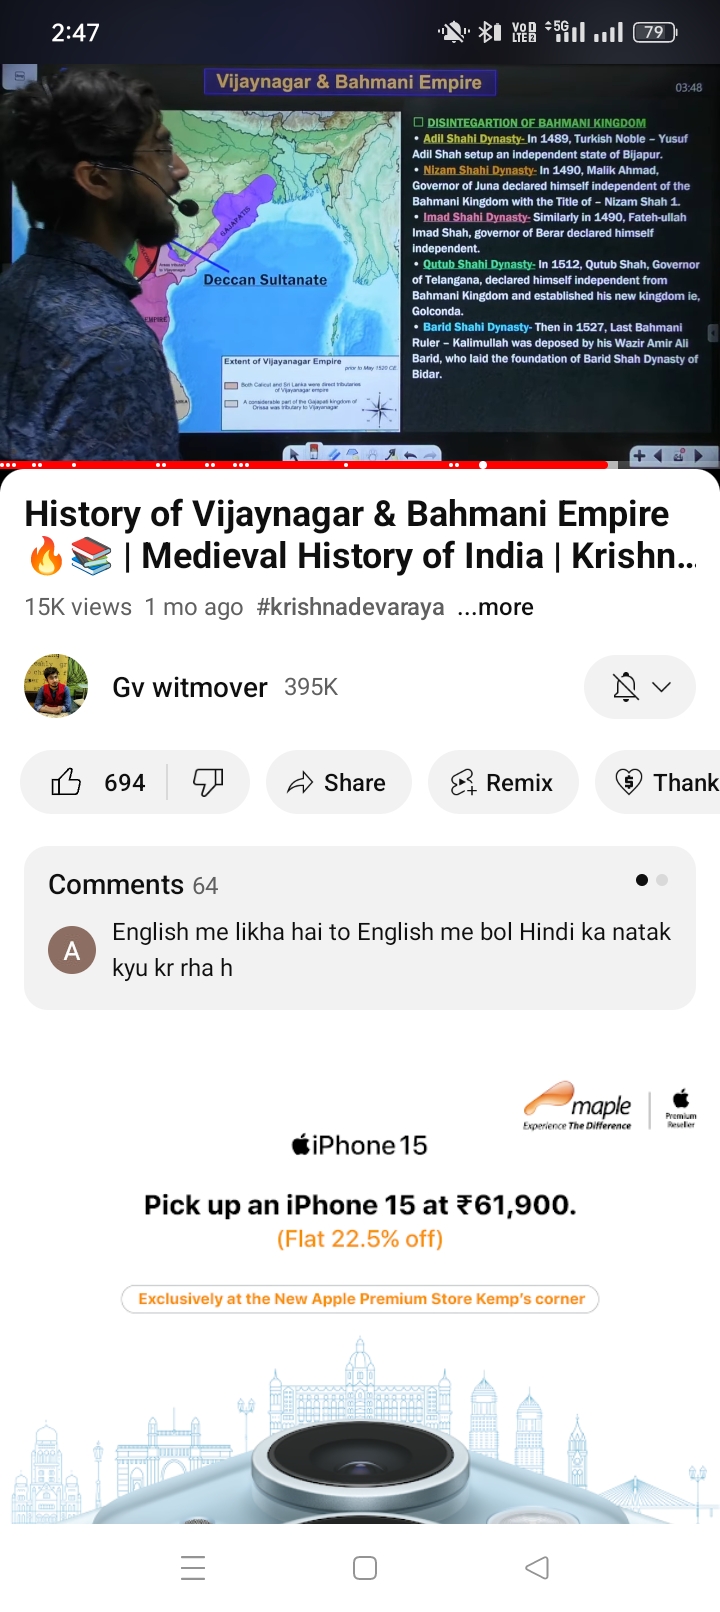 2:47
VoD
5G
LTE2
79
Vijaynagar & Bahmani Empire
03:48
DISINTEGARTION OF BAHMANI KINGDOM
• Adil Shahi Dynasty- In 1489, Turkish Noble – Yusuf
Adil Shah setup an independent state of Bijapur.
• Nizam Shahi Dynasty- In 1490, Malik Ahmad,
Governor of Juna declared himself independent of the
Bahmani Kingdom with the Title of – Nizam Shah 1.
• Imad Shahi Dynasty- Similarly in 1490, Fateh-ullah
Imad Shah, governor of Berar declared himself
independent.
• Qutub Shahi Dynasty- In 1512, Qutub Shah, Governor
of Telangana, declared himself independent from
Bahmani Kingdom and established his new kingdom ie,
Golconda.
• Barid Shahi Dynasty- Then in 1527, Last Bahmani
Ruler – Kalimullah was deposed by his Wazir Amir Ali
Barid, who laid the foundation of Barid Shah Dynasty of
Bidar.
GAJAPATIS
Deccan Sultanate
EMPIRE
Extent of Vijayanagar Empire
prior to May 1520 CE
Both Calicut and Sri Lanka were direct tributaries
of Vijayanagar empire
A considerable part of the Gajapati kingdom of
Orissa was tributary to Vijayanagar
History of Vijaynagar & Bahmani Empire
🔥📚 | Medieval History of India | Krishn...
15K views 1 mo ago #krishnadevaraya ...more
Gv witmover 395K
694
Share
Remix
Thank
Comments 64
A
English me likha hai to English me bol Hindi ka natak
kyu kr rha h
maple
Experience The Difference
Premium
Reseller
iPhone 15
Pick up an iPhone 15 at ₹61,900.
(Flat 22.5% off)
Exclusively at the New Apple Premium Store Kemp's corner